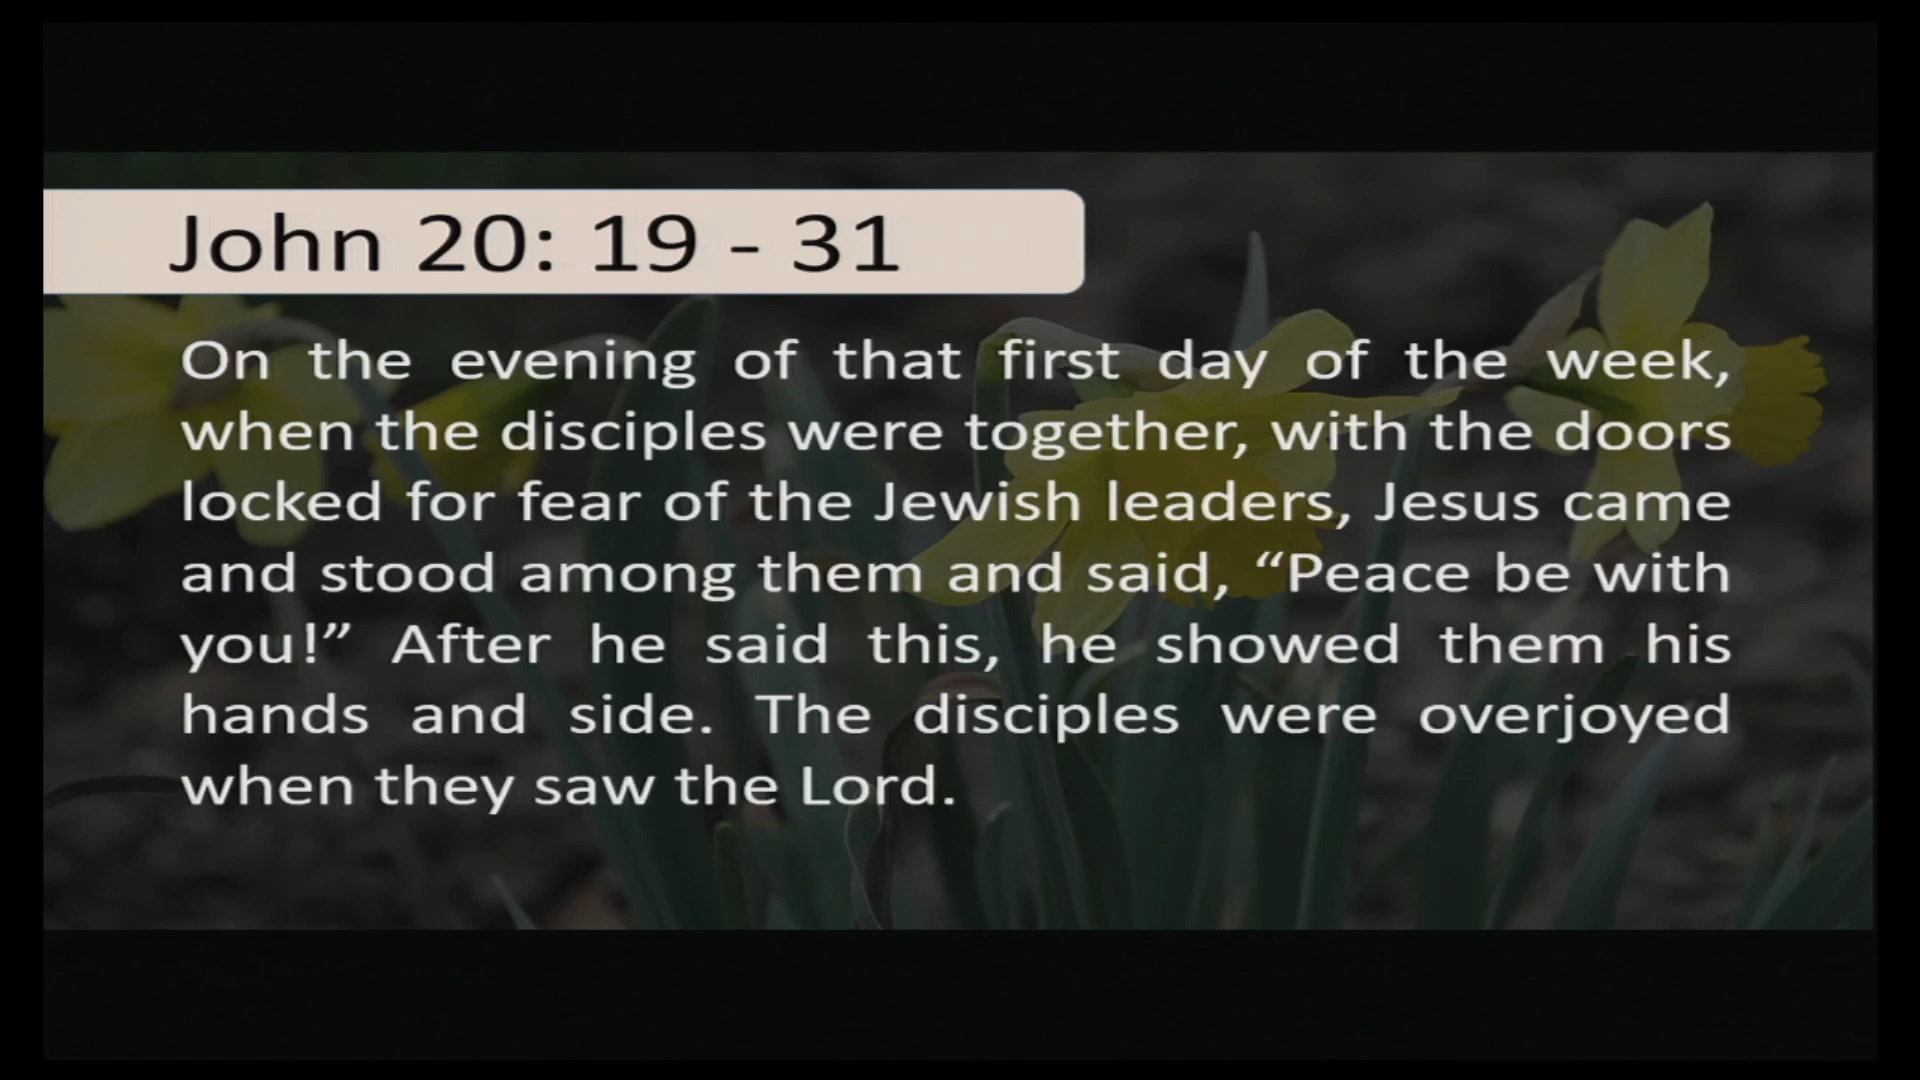 John 20: 19 - 31
On the evening of that first day of the week,
when the disciples were together, with the doors
locked for fear of the Jewish leaders, Jesus came
and stood among them and said, “Peace be with
you!” After he said this, he showed them his
hands and side. The disciples were overjoyed
when they saw the Lord.